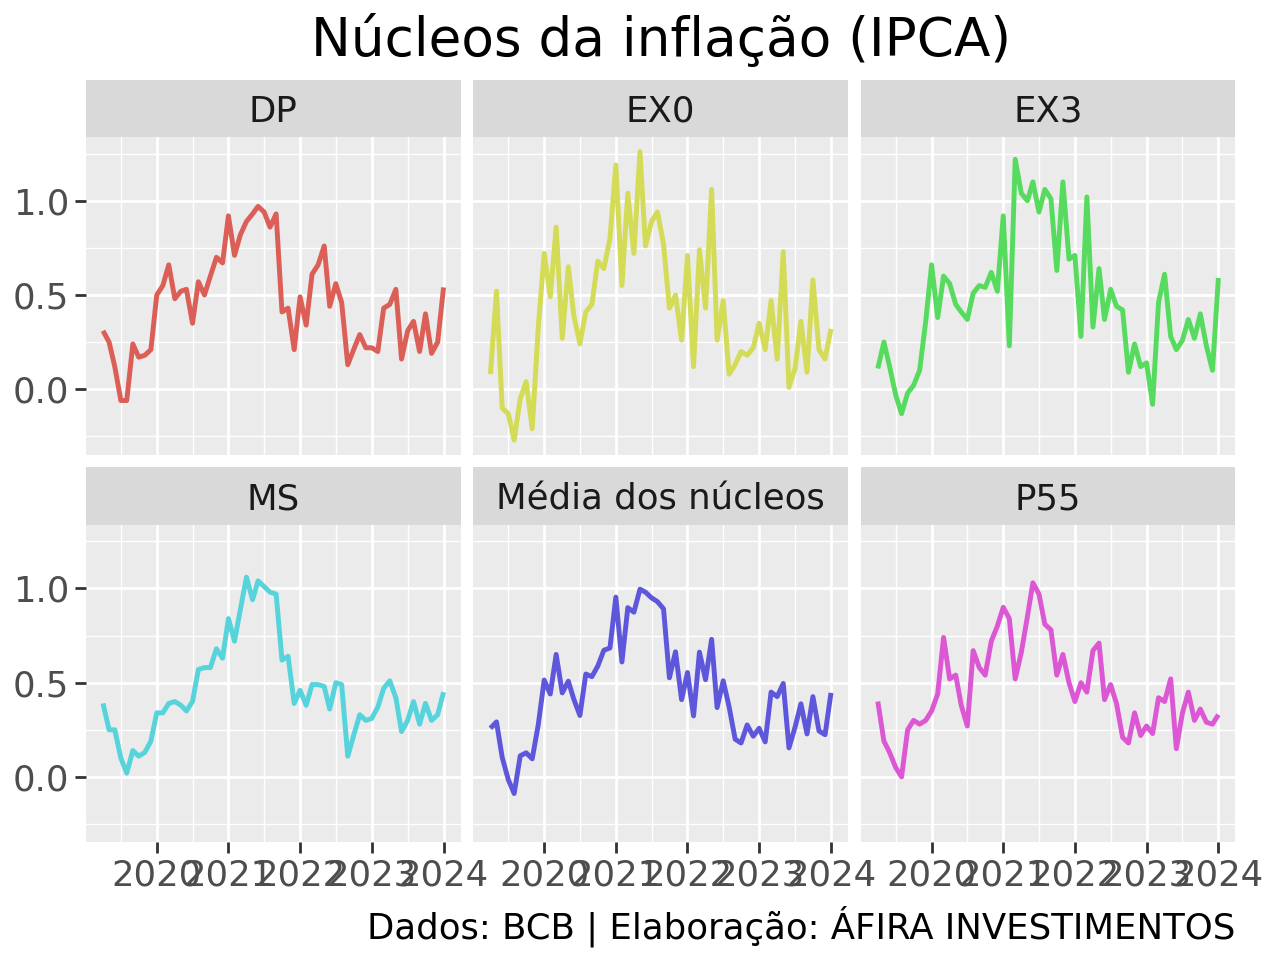 Núcleos da inflação (IPCA)
DP EX0 EX3
1.0
0.5
0.0
MS Média dos núcleos P55
1.0
0.5
0.0
2020 2021 2022 2023 2024 2020 2021 2022 2023 2024 2020 2021 2022 2023 2024
Dados: BCB | Elaboração: ÁFIRA INVESTIMENTOS